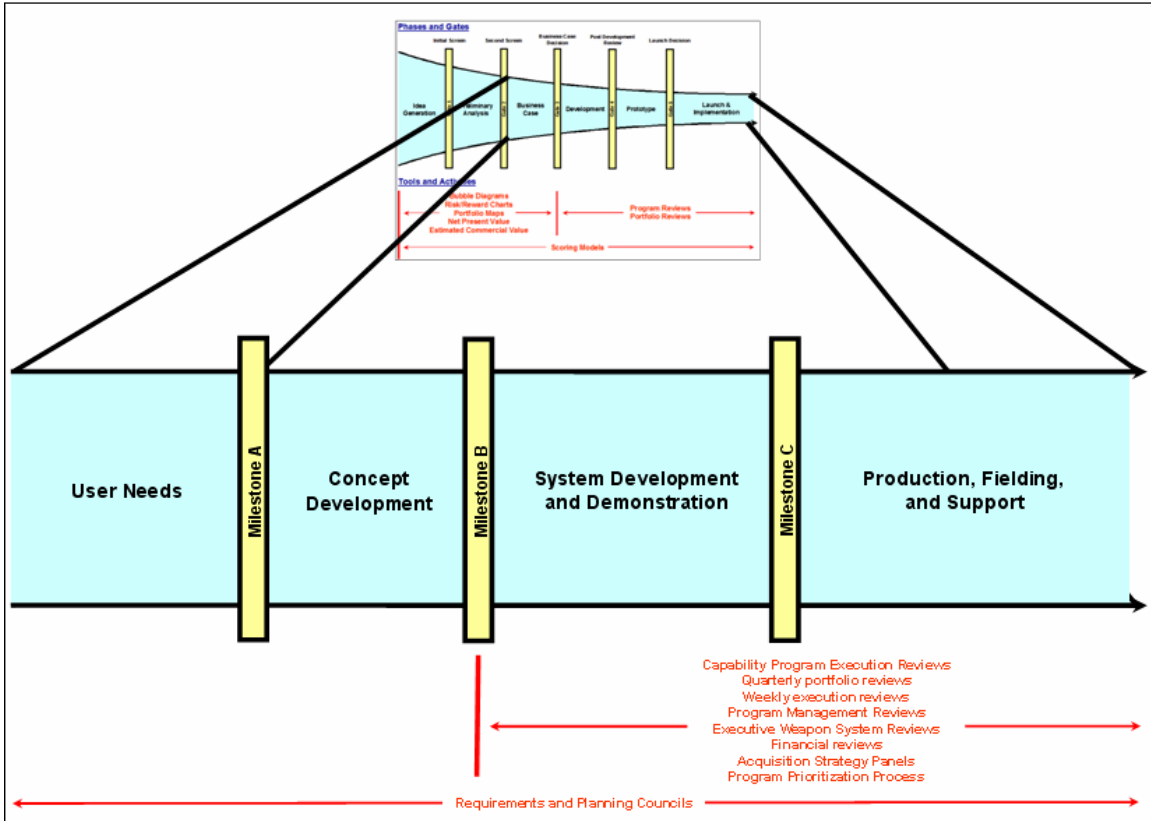 Phases and Gates
Initial Screen
Second Screen
Business Case
Decision
Post Development
Review
Launch Decision
Idea
Generation
Preliminary
Analysis
Business
Case
Development
Prototype
Launch &
Implementation
Tools and Activities
Bubble Diagrams
Risk/Reward Charts
Portfolio Maps
Net Present Value
Estimated Commercial Value
Program Reviews
Portfolio Reviews
Scoring Models
User Needs
Milestone A
Concept
Development
Milestone B
System Development
and Demonstration
Milestone C
Production, Fielding,
and Support
Capability Program Execution Reviews
Quarterly portfolio reviews
Weekly execution reviews
Program Management Reviews
Executive Weapon System Reviews
Financial reviews
Acquisition Strategy Panels
Program Prioritization Process
Requirements and Planning Councils